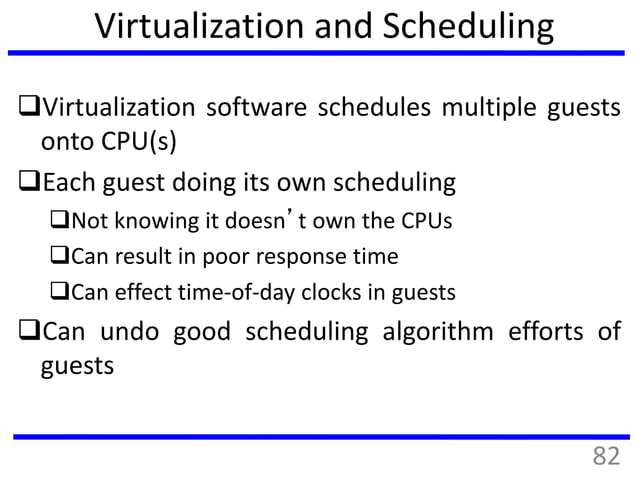 Virtualization and Scheduling
❑Virtualization software schedules multiple guests
onto CPU(s)
❑Each guest doing its own scheduling
❑Not knowing it doesn’t own the CPUs
❑Can result in poor response time
❑Can effect time-of-day clocks in guests
❑Can undo good scheduling algorithm efforts of
guests
82